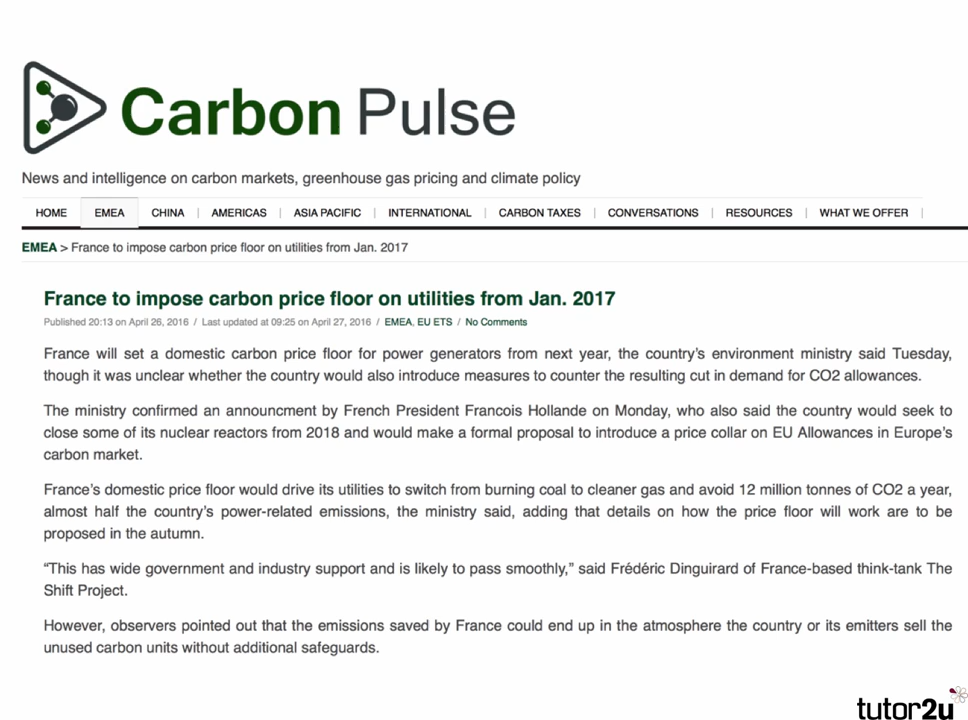 Carbon Pulse
News and intelligence on carbon markets, greenhouse gas pricing and climate policy
HOME EMEA CHINA | AMERICAS | ASIA PACIFIC | INTERNATIONAL | CARBON TAXES | CONVERSATIONS | RESOURCES | WHAT WE OFFER |
EMEA > France to impose carbon price floor on utilities from Jan. 2017
France to impose carbon price floor on utilities from Jan. 2017
Published 20:13 on April 26, 2016 / Last updated at 09:25 on April 27, 2016 / EMEA, EU ETS / No Comments
France will set a domestic carbon price floor for power generators from next year, the country's environment ministry said Tuesday,
though it was unclear whether the country would also introduce measures to counter the resulting cut in demand for CO2 allowances.
The ministry confirmed an announcment by French President Francois Hollande on Monday, who also said the country would seek to
close some of its nuclear reactors from 2018 and would make a formal proposal to introduce a price collar on EU Allowances in Europe's
carbon market.
France's domestic price floor would drive its utilities to switch from burning coal to cleaner gas and avoid 12 million tonnes of CO2 a year,
almost half the country's power-related emissions, the ministry said, adding that details on how the price floor will work are to be
proposed in the autumn.
“This has wide government and industry support and is likely to pass smoothly,” said Frédéric Dinguirard of France-based think-tank The
Shift Project.
However, observers pointed out that the emissions saved by France could end up in the atmosphere the country or its emitters sell the
unused carbon units without additional safeguards.
tutor2u